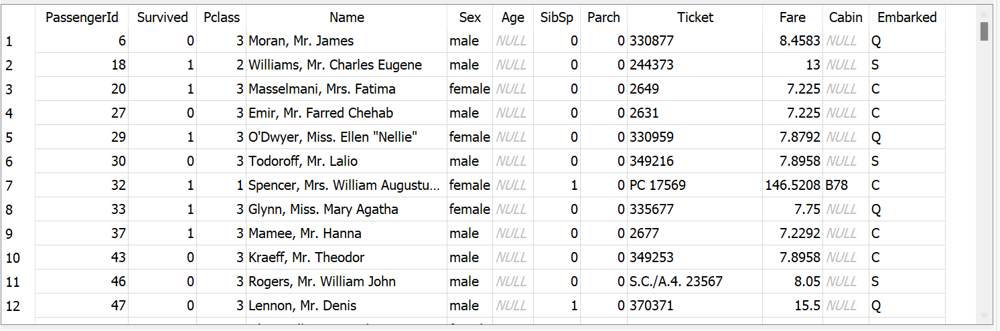 PassengerId Survived Pclass Name Sex Age SibSp Parch Ticket Fare Cabin Embarked
1 6 0 3 Moran, Mr. James male NULL 0 0 330877 8.4583 NULL Q
2 18 1 2 Williams, Mr. Charles Eugene male NULL 0 0 244373 13 NULL S
3 20 1 3 Masselmani, Mrs. Fatima female NULL 0 0 2649 7.225 NULL C
4 27 0 3 Emir, Mr. Farred Chehab male NULL 0 0 2631 7.225 NULL C
5 29 1 3 O'Dwyer, Miss. Ellen "Nellie" female NULL 0 0 330959 7.8792 NULL Q
6 30 0 3 Todoroff, Mr. Lalio male NULL 0 0 349216 7.8958 NULL S
7 32 1 1 Spencer, Mrs. William Augustu... female NULL 1 0 PC 17569 146.5208 B78 C
8 33 1 3 Glynn, Miss. Mary Agatha female NULL 0 0 335677 7.75 NULL Q
9 37 1 3 Mamee, Mr. Hanna male NULL 0 0 2677 7.2292 NULL C
10 43 0 3 Kraeff, Mr. Theodor male NULL 0 0 349253 7.8958 NULL C
11 46 0 3 Rogers, Mr. William John male NULL 0 0 S.C./A.4. 23567 8.05 NULL S
12 47 0 3 Lennon, Mr. Denis male NULL 1 0 370371 15.5 NULL Q